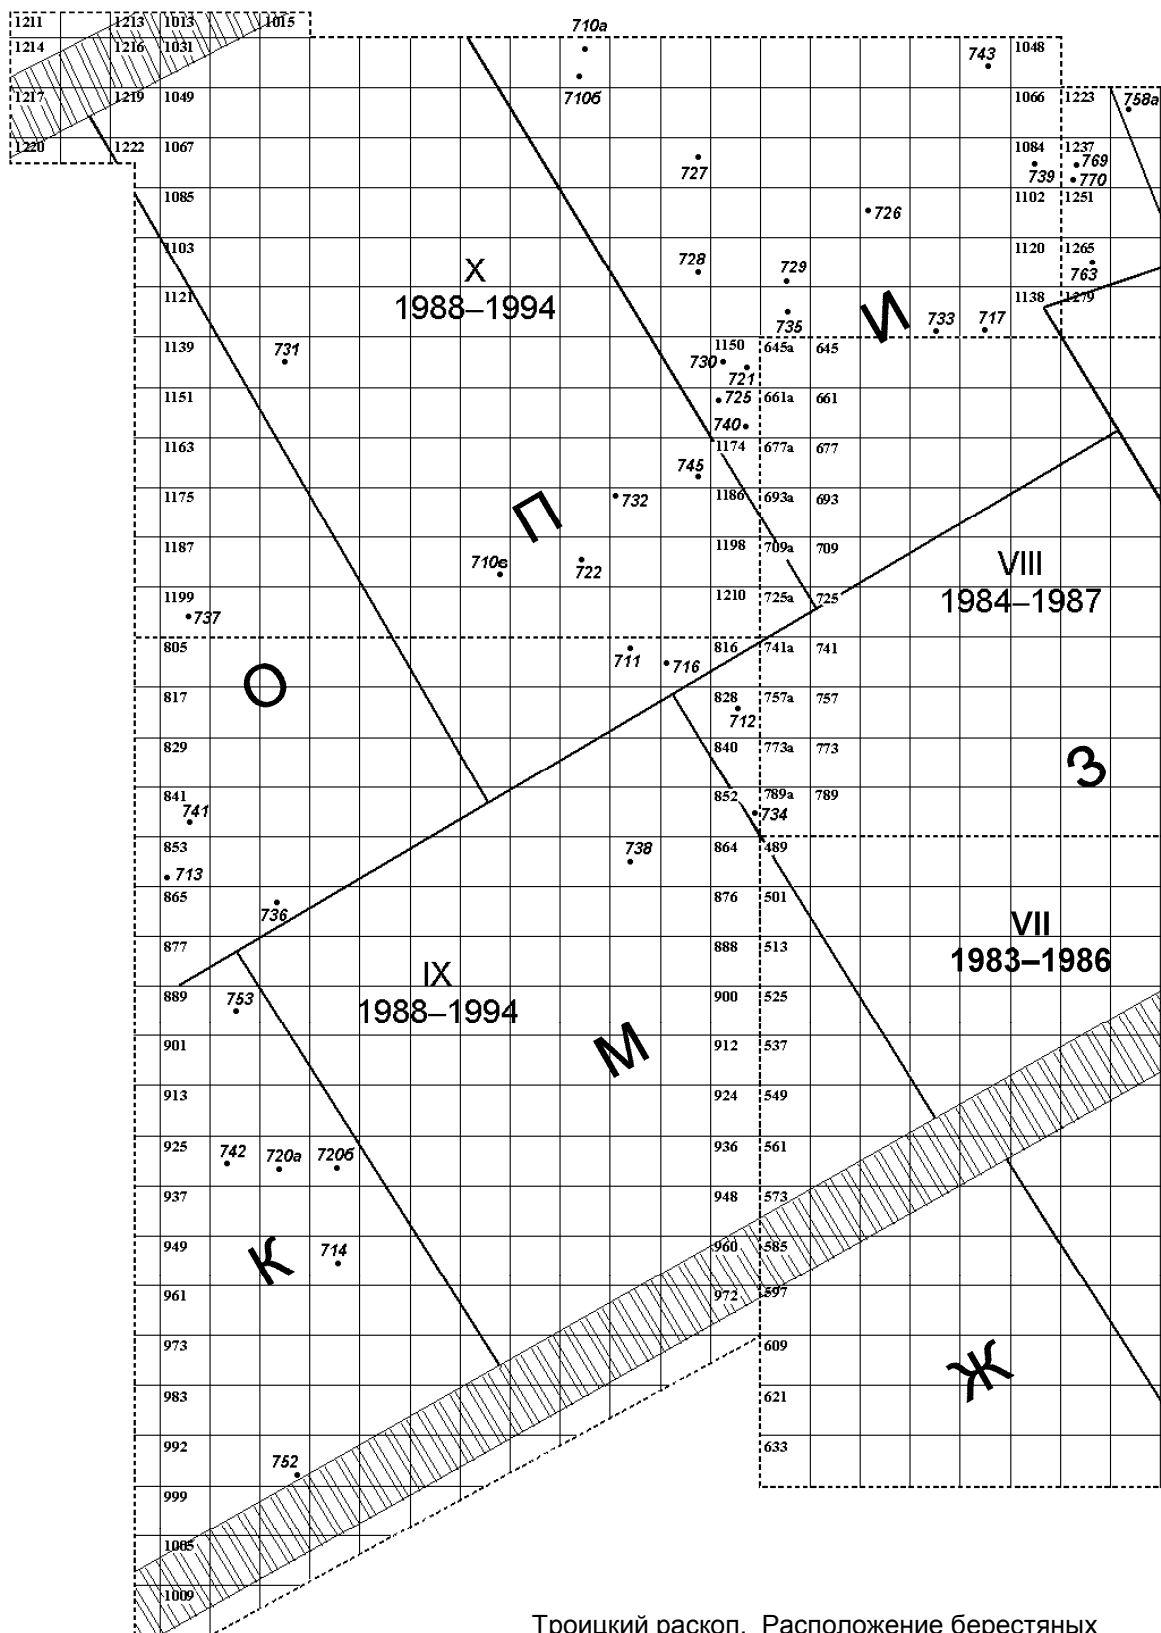 1211 1213 1013 1015
710а
1214 1216 1031 743 1048
710б
1217 1219 1049 1066 1223 758а
1220 1222 1067 727 1084 1237 769
739 770
1085 726 1102 1251
1103 728 729 1120 1265
763
Х
1988–1994
1121 735 И 733 717 1138 1279
1139 731 730 1150 645а 645
721
1151 725 661а 661
740
1163 745 1174 677а 677
1175 П 732 1186 693а 693
1187 710в 722 1198 709а 709
VIII
1984–1987
1199 737 1210 725а 725
805 О 711 716 816 741а 741
817 828 757а 757
712
829 840 773а 773 З
841 741 852 789а 789
734
853 713 738 864 489
865 736 876 501
877 888 513
VII
1983–1986
IX
1988–1994
889 753 900 525
901 М 912 537
913 924 549
925 742 720а 720б 936 561
937 948 573
949 К 714 960 585
961 972 597
973 609 Ж
983 621
992 752 633
999
1005
1009
Троицкий раскоп. Расположение берестяных